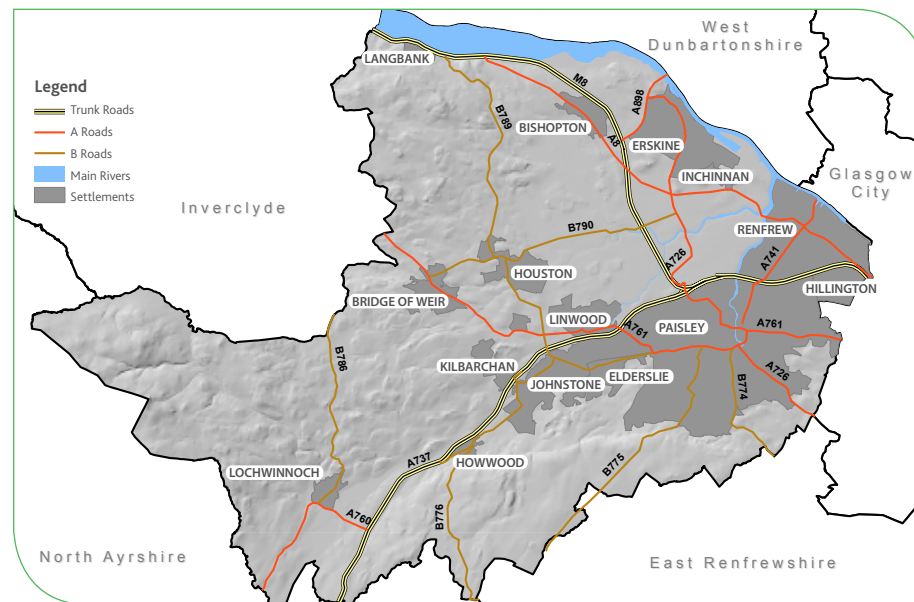 West
Dunbartonshire
LANGBANK
Legend
Trunk Roads
A Roads
B Roads
Main Rivers
Settlements
M8
A898
B789
BISHOPTON
A8
ERSKINE
INCHINNAN
Glasgow
City
Inverclyde
B790
RENFREW
A741
A726
HOUSTON
BRIDGE OF WEIR
HILLINGTON
LINWOOD
A761
PAISLEY
A761
B786
KILBARCHAN
JOHNSTONE
ELDERSLIE
A726
B774
LOCHWINNOCH
A737
HOWWOOD
B775
A760
B776
North Ayrshire
East Renfrewshire